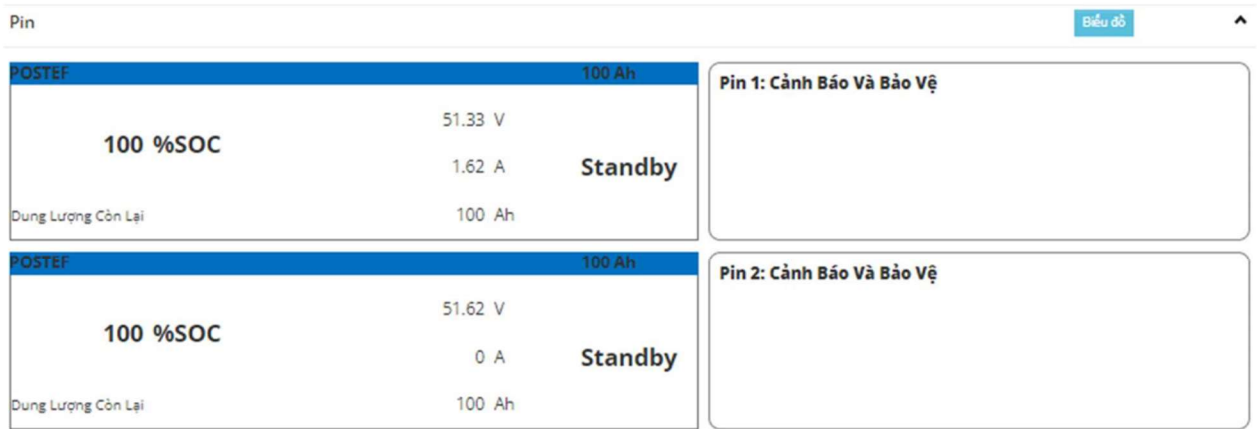 Pin
Biểu đồ
POSTEF 100 Ah
51.33 V
100 %SOC
1.62 A
Standby
Dung Lượng Còn Lại 100 Ah
Pin 1: Cảnh Báo Và Bảo Vệ
POSTEF 100 Ah
51.62 V
100 %SOC
0 A
Standby
Dung Lượng Còn Lại 100 Ah
Pin 2: Cảnh Báo Và Bảo Vệ